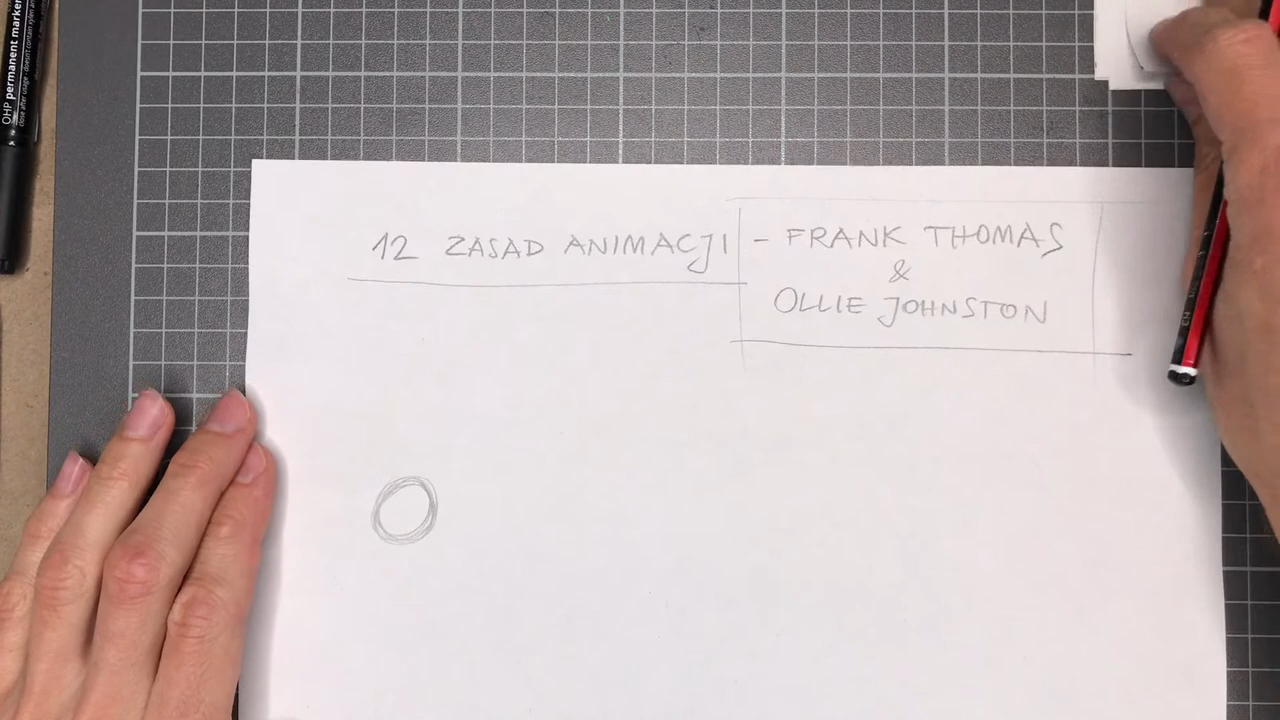 12 ZASAD ANIMACJI - FRANK THOMAS
&
OLLIE JOHNSTON
OHP permanent marker